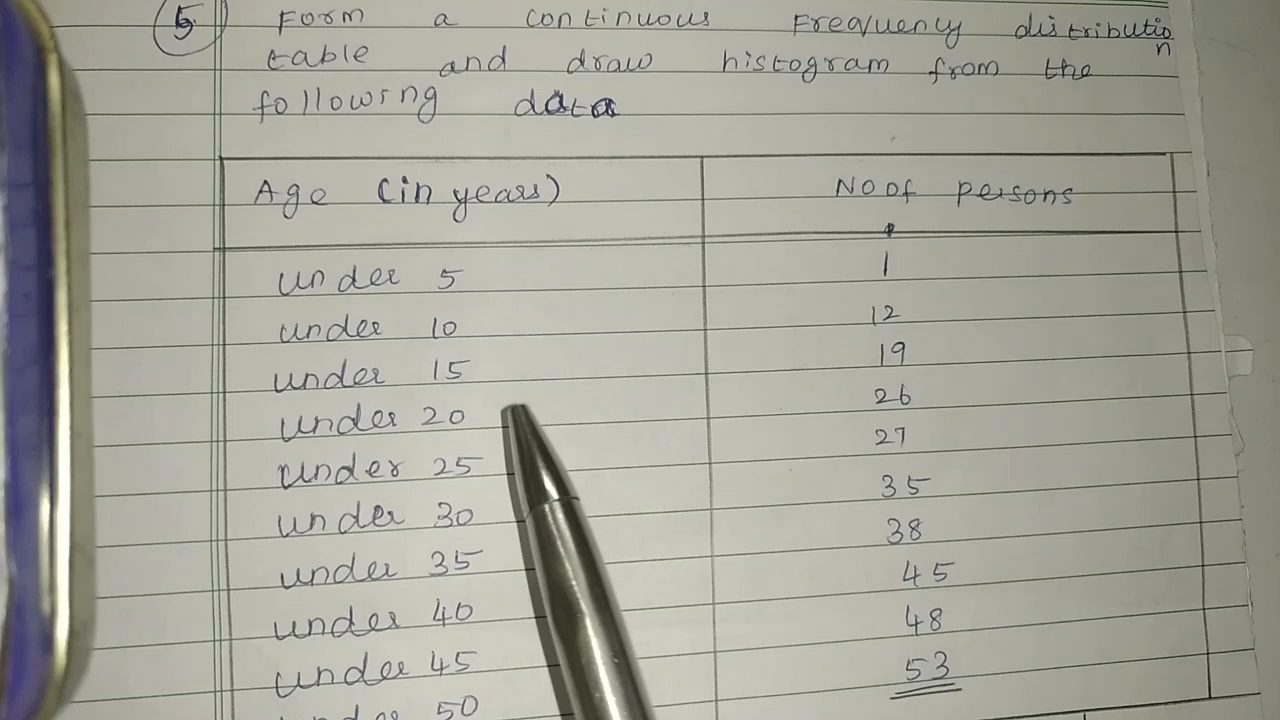 5
Form a continuous Frequency distribution
table and draw histogram from the
following data
Age (in years) No of persons
under 5 1
under 10 12
under 15 19
under 20 26
under 25 27
under 30 35
under 35 38
under 40 45
under 45 48
50 53